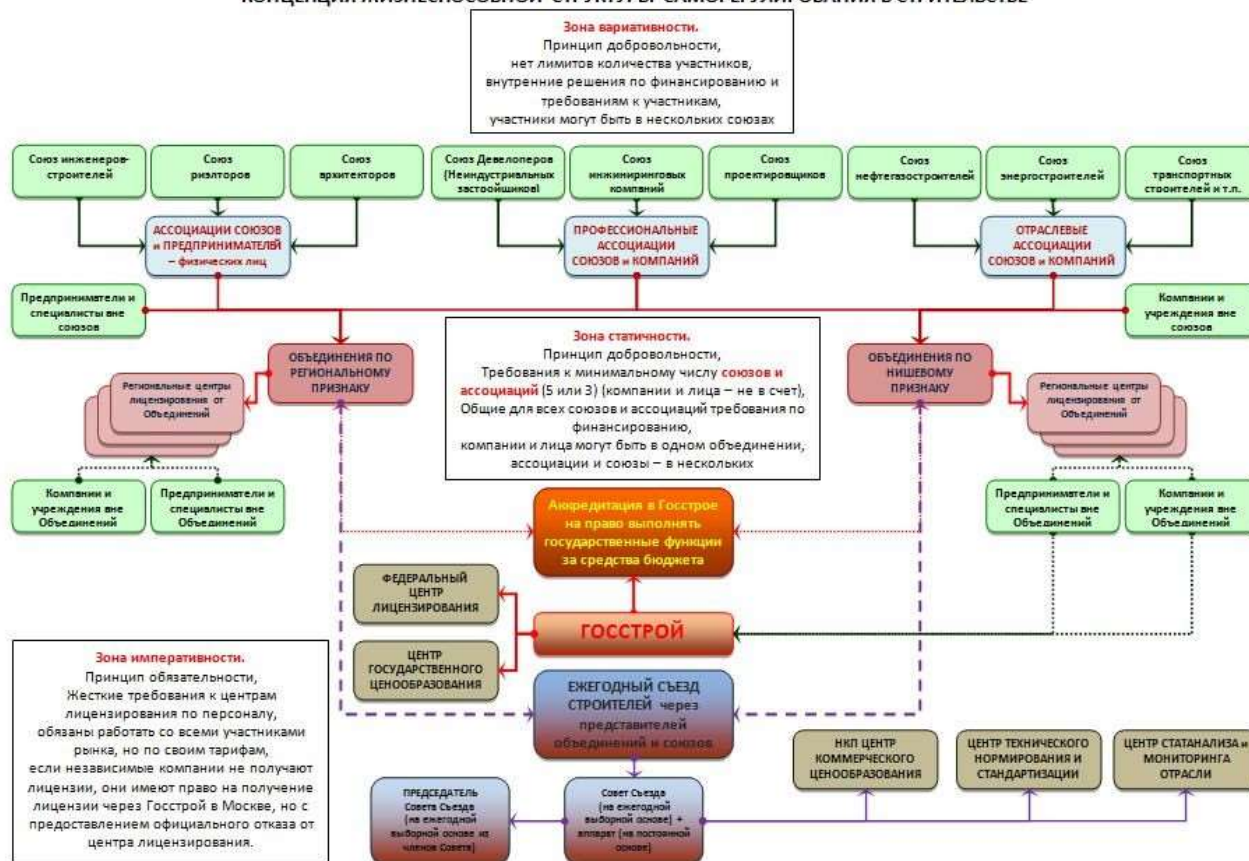 КОНЦЕПЦИЯ ЖИЗНЕСПОСОБНОЙ СТРУКТУРЫ САМОРЕГУЛИРОВАНИЯ В СТРИТЕЛЬСТВЕ
Зона вариативности.
Принцип добровольности,
нет лимитов количества участников,
внутренние решения по финансированию и
требованиям к участникам,
участники могут быть в нескольких союзах
Союз инженеров-
строителей
Союз
риэлторов
Союз
архитекторов
Союз Девелоперов
(Неиндустриальных
застройщиков)
Союз
инжиниринговых
компаний
Союз
проектировщиков
Союз
нефтегазостроителей
Союз
энергостроителей
Союз
транспортных
строителей и т.п.
АССОЦИАЦИИ СОЮЗОВ
и ПРЕДПРИНИМАТЕЛЕЙ
– физических лиц
ПРОФЕССИОНАЛЬНЫЕ
АССОЦИАЦИИ
СОЮЗОВ и КОМПАНИЙ
ОТРАСЛЕВЫЕ
АССОЦИАЦИИ
СОЮЗОВ и КОМПАНИЙ
Предприниматели и
специалисты вне
союзов
Компании и
учреждения вне
союзов
ОБЪЕДИНЕНИЯ ПО
РЕГИОНАЛЬНОМУ
ПРИЗНАКУ
Зона статичности.
Принцип добровольности,
Требования к минимальному числу союзов и
ассоциаций (5 или 3) (компании и лица – не в счет),
Общие для всех союзов и ассоциаций требования по
финансированию,
компании и лица могут быть в одном объединении,
ассоциации и союзы – в нескольких
ОБЪЕДИНЕНИЯ ПО
НИШЕВОМУ
ПРИЗНАКУ
Региональные центры
лицензирования от
Объединений
Региональные центры
лицензирования от
Объединений
Компании и
учреждения вне
Объединений
Предприниматели и
специалисты вне
Объединений
Предприниматели и
специалисты вне
Объединений
Компании и
учреждения вне
Объединений
Аккредитация в Госстрое
на право выполнять
государственные функции
за средства бюджета
ФЕДЕРАЛЬНЫЙ
ЦЕНТР
ЛИЦЕНЗИРОВАНИЯ
ГОССТРОЙ
ЦЕНТР
ГОСУДАРСТВЕННОГО
ЦЕНООБРАЗОВАНИЯ
Зона императивности.
Принцип обязательности,
Жесткие требования к центрам
лицензирования по персоналу,
обязаны работать со всеми участниками
рынка, но по своим тарифам,
если независимые компании не получают
лицензии, они имеют право на получение
лицензии через Госстрой в Москве, но с
предоставлением официального отказа от
центра лицензирования.
ЕЖЕГОДНЫЙ СЪЕЗД
СТРОИТЕЛЕЙ через
представителей
объединений и союзов
НКП ЦЕНТР
КОММЕРЧЕСКОГО
ЦЕНООБРАЗОВАНИЯ
ЦЕНТР ТЕХНИЧЕСКОГО
НОРМИРОВАНИЯ И
СТАНДАРТИЗАЦИИ
ЦЕНТР СТАТАНАЛИЗА и
МОНИТОРИНГА
ОТРАСЛИ
ПРЕДСЕДАТЕЛЬ
Совета Съезда
(на ежегодной
выборной основе из
членов Совета)
Совет Съезда
(на ежегодной
выборной основе) +
аппарат (на постоянной
основе)